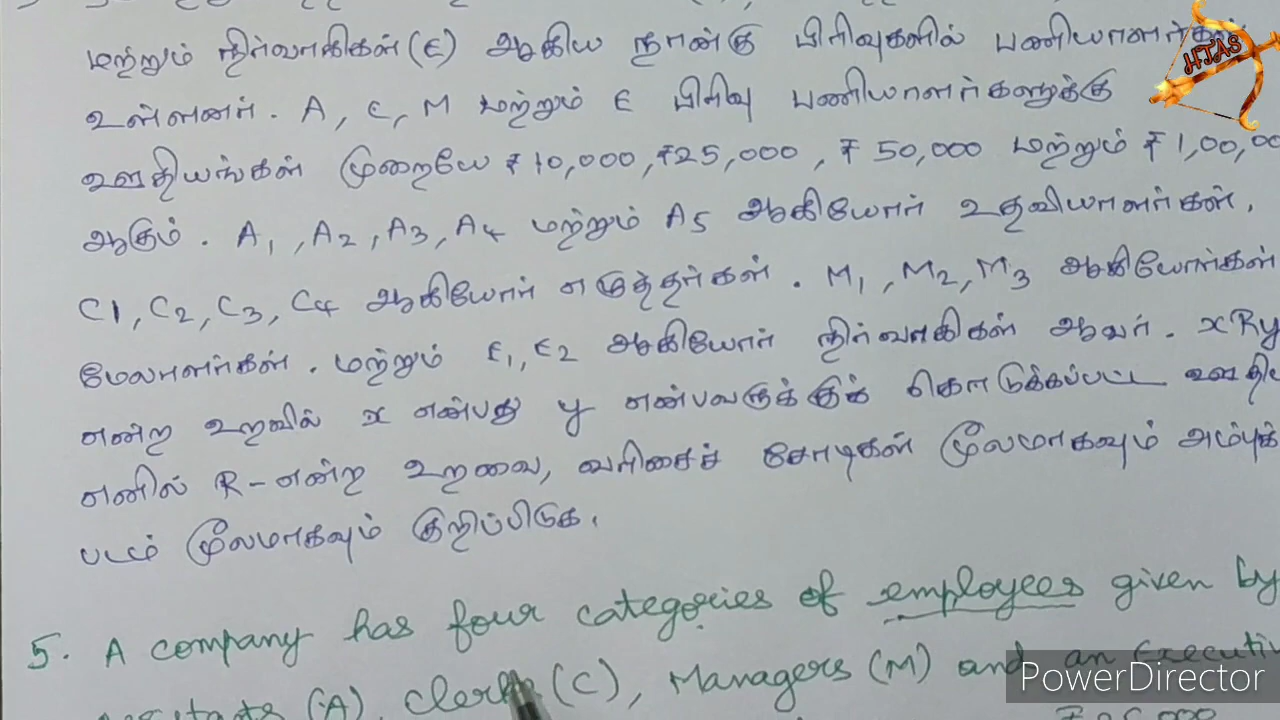 மற்றும் நிர்வாகிகள் (E) ஆகிய நான்கு பிரிவுகளில் பணியாளர்கள்
உள்ளனர். A, C, M மற்றும் E பிரிவு பணியாளர்களுக்கு
ஊதியங்கள் முறையே ₹10,000, ₹25,000, ₹50,000 மற்றும் ₹1,00,00
ஆகும். A1, A2, A3, A4 மற்றும் A5 ஆகியோர் உதவியாளர்கள்.
C1, C2, C3, C4 ஆகியோர் எழுத்தர்கள். M1, M2, M3 ஆகியோர்கள்
மேலாளர்கள். மற்றும் E1, E2 ஆகியோர் நிர்வாகிகள் ஆவர். xRy
என்ற உறவில் x என்பது y என்பவருக்குக் கொடுக்கப்பட்ட ஊதிய
எனில் R-என்ற உறவை, வரிசைச் சோடிகள் மூலமாகவும் அம்புக்
படம் மூலமாகவும் குறிப்பிடுக.
5. A company has four categories of employees given by
(A), Clerks (C), Managers (M) and an Executiv
HTAS
PowerDirector